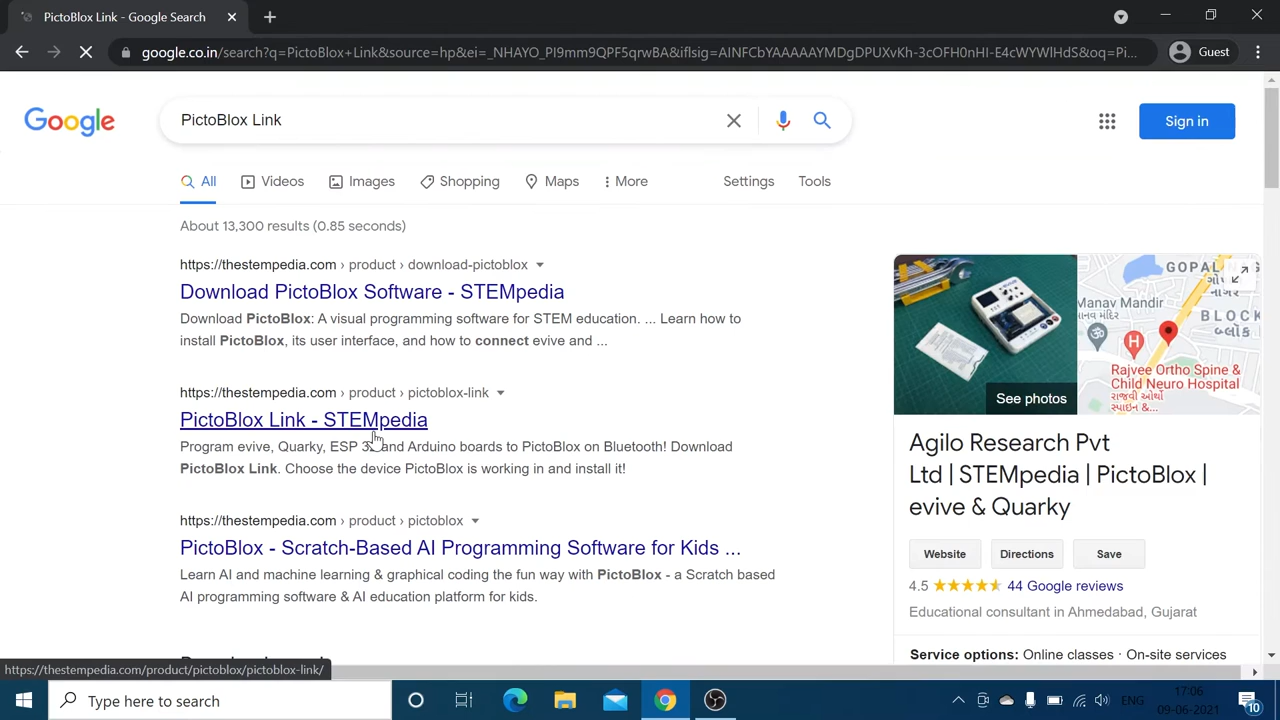 PictoBlox Link - Google Search
google.co.in/search?q=PictoBlox+Link&source=hp&ei=_NHAYO_PI9mm9QPF5qrwBA&iflsig=AINFCbYAAAAAYMDgDPUXvKh-3cOFH0nHI-E4cWYWlHdS&oq=Pi...
Guest
Google
PictoBlox Link
Sign in
All
Videos
Images
Shopping
Maps
More
Settings
Tools
About 13,300 results (0.85 seconds)
https://thestempedia.com › product › download-pictoblox
Download PictoBlox Software - STEMpedia
Download PictoBlox: A visual programming software for STEM education. ... Learn how to
install PictoBlox, its user interface, and how to connect evive and ...
https://thestempedia.com › product › pictoblox-link
PictoBlox Link - STEMpedia
Program evive, Quarky, ESP 32 and Arduino boards to PictoBlox on Bluetooth! Download
PictoBlox Link. Choose the device PictoBlox is working in and install it!
https://thestempedia.com › product › pictoblox
PictoBlox - Scratch-Based AI Programming Software for Kids ...
Learn AI and machine learning & graphical coding the fun way with PictoBlox - a Scratch based
AI programming software & AI education platform for kids.
See photos
GOPAL
Manav Mandir
માનવ મંદિર
BLOCK
બ્લોક
H
Rajvee Ortho Spine &
Child Neuro Hospital
Agilo Research Pvt
Ltd | STEMpedia | PictoBlox |
evive & Quarky
Website
Directions
Save
4.5
44 Google reviews
Educational consultant in Ahmedabad, Gujarat
Service options: Online classes · On-site services
https://thestempedia.com/product/pictoblox/pictoblox-link/
Type here to search
ENG
17:06
09-06-2021
10